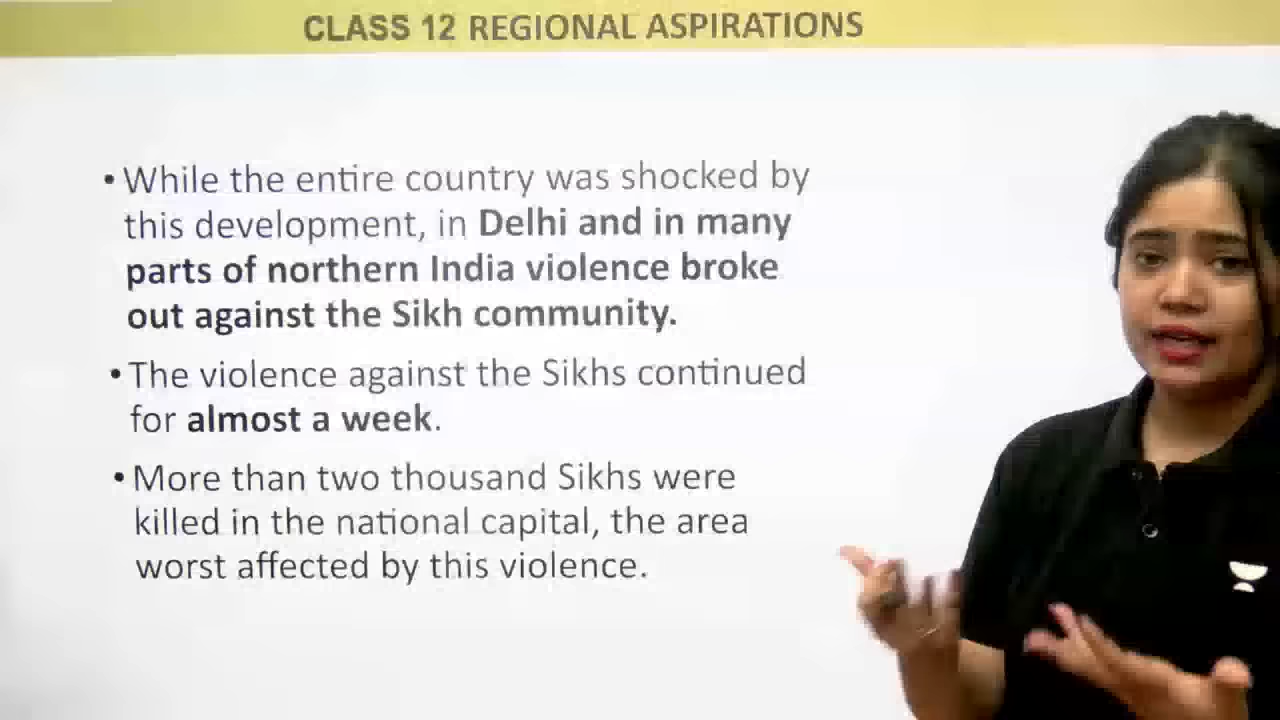 CLASS 12 REGIONAL ASPIRATIONS
• While the entire country was shocked by
this development, in Delhi and in many
parts of northern India violence broke
out against the Sikh community.
• The violence against the Sikhs continued
for almost a week.
• More than two thousand Sikhs were
killed in the national capital, the area
worst affected by this violence.